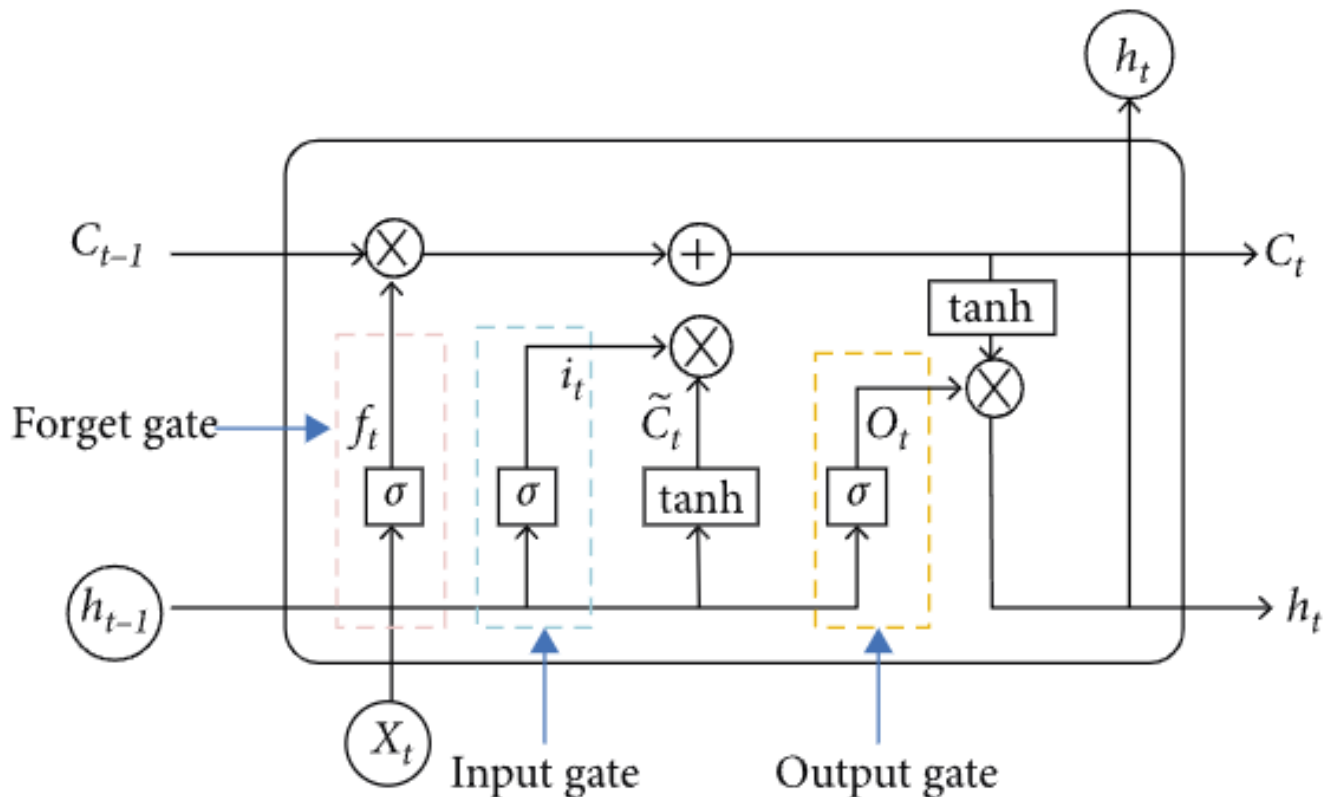 h_t
C_{t-1}
×
+
C_t
tanh
×
×
i_t
C̃_t
O_t
Forget gate
f_t
σ
σ
tanh
σ
h_{t-1}
h_t
X_t
Input gate
Output gate